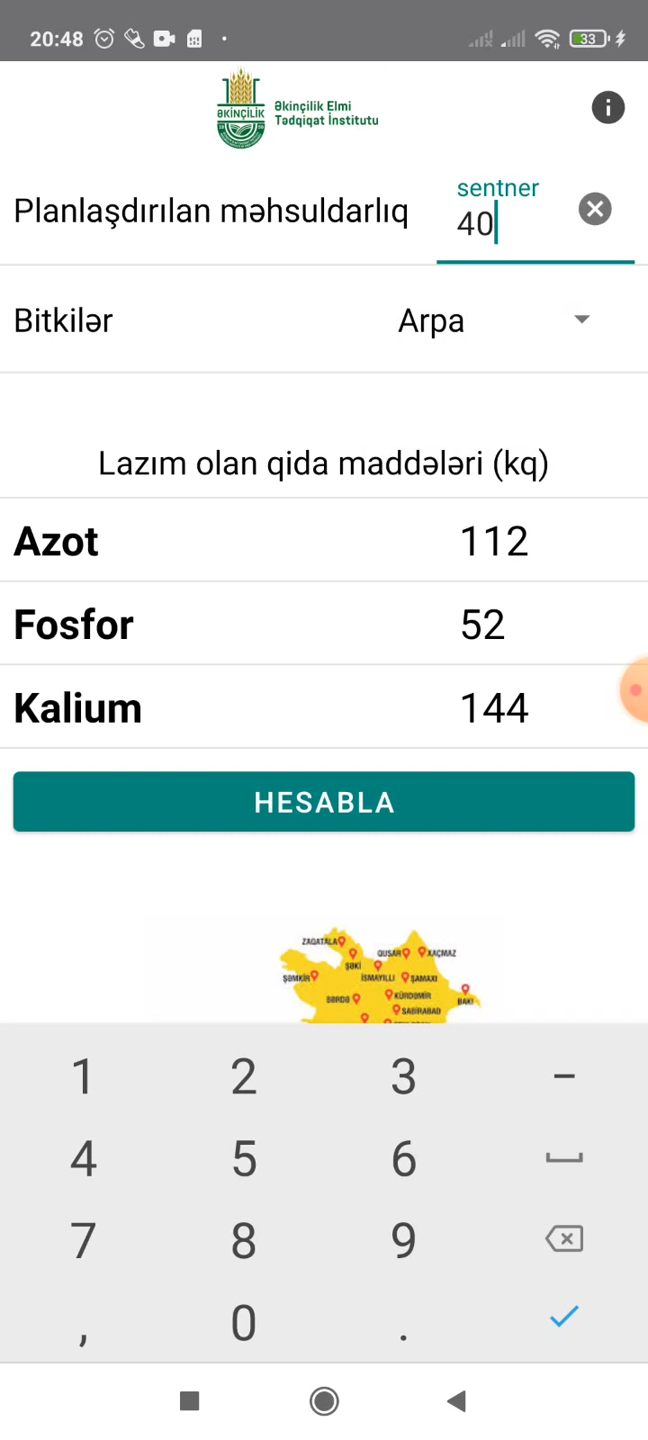 20:48
33
ƏKİNÇİLİK
Əkinçilik Elmi
Tədqiqat İnstitutu
Planlaşdırılan məhsuldarlıq
sentner
40
Bitkilər
Arpa
Lazım olan qida maddələri (kq)
Azot 112
Fosfor 52
Kalium 144
HESABLA
ZAQATALA
QUSAR
XAÇMAZ
ŞƏKİ
ŞƏMKİR
İSMAYILLI
ŞAMAXI
BƏRDƏ
KÜRDƏMİR
BAKI
SABİRABAD
1 2 3 –
4 5 6
7 8 9
, 0 .